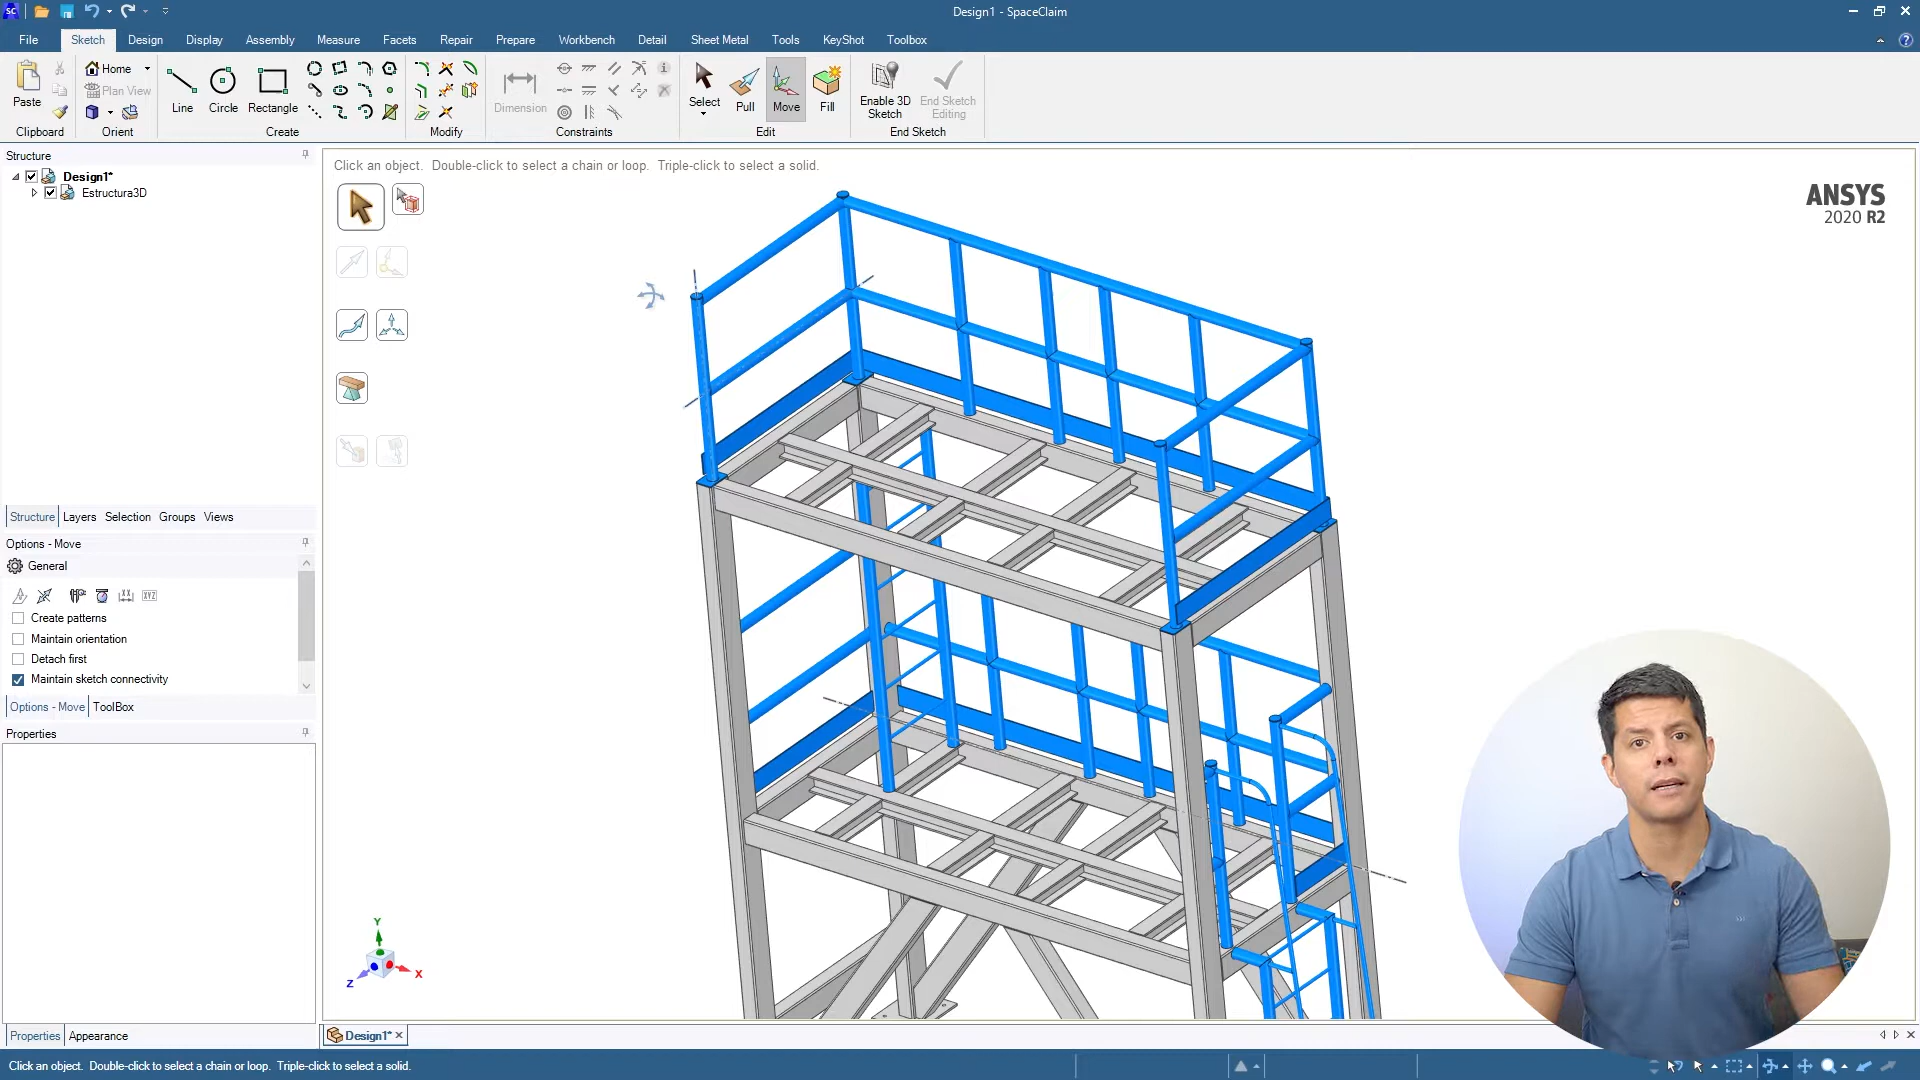 SC
Design1 - SpaceClaim
File Sketch Design Display Assembly Measure Facets Repair Prepare Workbench Detail Sheet Metal Tools KeyShot Toolbox
Paste
Home
Plan View
Line Circle Rectangle
Dimension
Select Pull Move Fill
Enable 3D Sketch
End Sketch Editing
Clipboard Orient Create Modify Constraints Edit End Sketch
Structure
Design1*
Estructura3D
Structure Layers Selection Groups Views
Options - Move
General
XYZ
Create patterns
Maintain orientation
Detach first
Maintain sketch connectivity
Options - Move ToolBox
Properties
Properties Appearance
Click an object. Double-click to select a chain or loop. Triple-click to select a solid.
ANSYS
2020 R2
Y
X
Z
Design1*
Click an object. Double-click to select a chain or loop. Triple-click to select a solid.